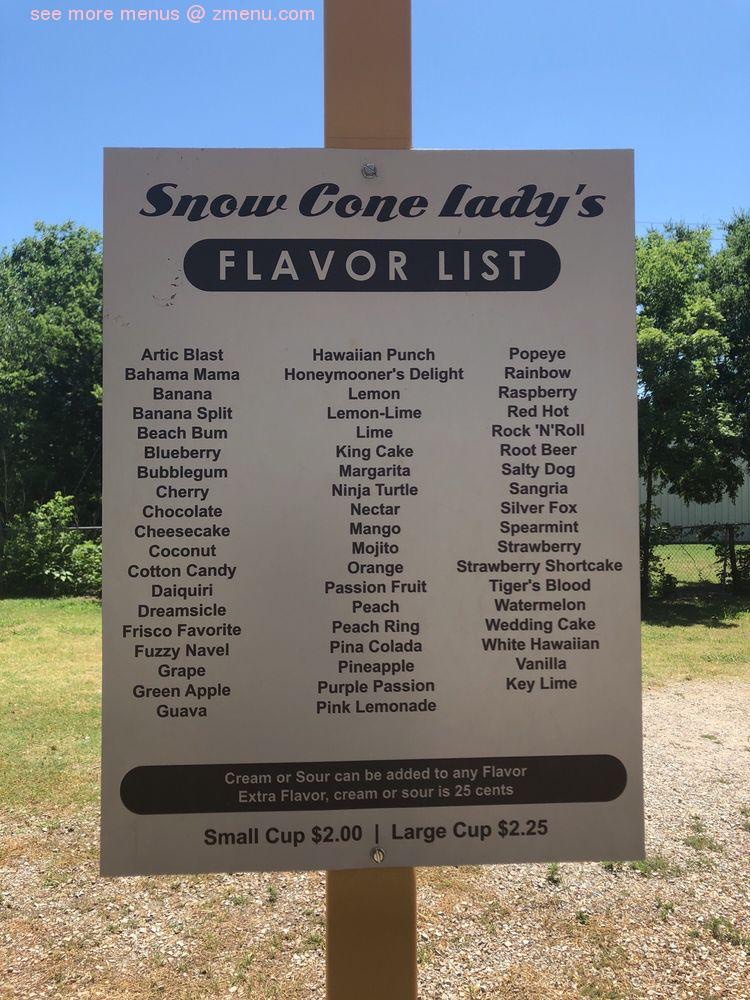 see more menus @ zmenu.com
Snow Cone Lady's
FLAVOR LIST
Artic Blast
Bahama Mama
Banana
Banana Split
Beach Bum
Blueberry
Bubblegum
Cherry
Chocolate
Cheesecake
Coconut
Cotton Candy
Daiquiri
Dreamsicle
Frisco Favorite
Fuzzy Navel
Grape
Green Apple
Guava
Hawaiian Punch
Honeymooner's Delight
Lemon
Lemon-Lime
Lime
King Cake
Margarita
Ninja Turtle
Nectar
Mango
Mojito
Orange
Passion Fruit
Peach
Peach Ring
Pina Colada
Pineapple
Purple Passion
Pink Lemonade
Popeye
Rainbow
Raspberry
Red Hot
Rock 'N'Roll
Root Beer
Salty Dog
Sangria
Silver Fox
Spearmint
Strawberry
Strawberry Shortcake
Tiger's Blood
Watermelon
Wedding Cake
White Hawaiian
Vanilla
Key Lime
Cream or Sour can be added to any Flavor
Extra Flavor, cream or sour is 25 cents
Small Cup $2.00 | Large Cup $2.25